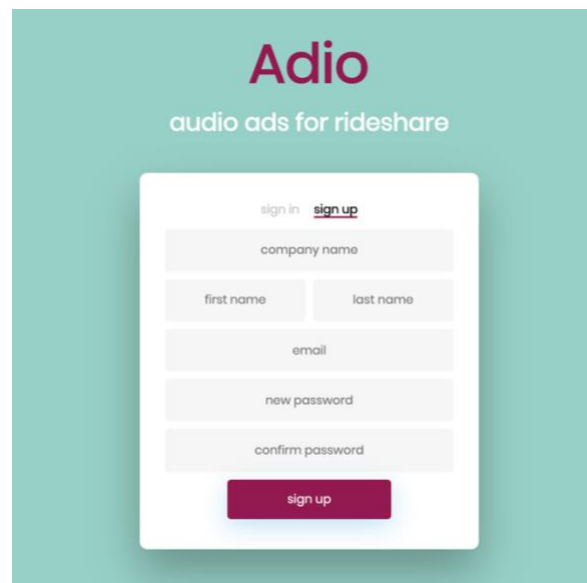 Adio
audio ads for rideshare
sign in sign up
company name
first name last name
email
new password
confirm password
sign up